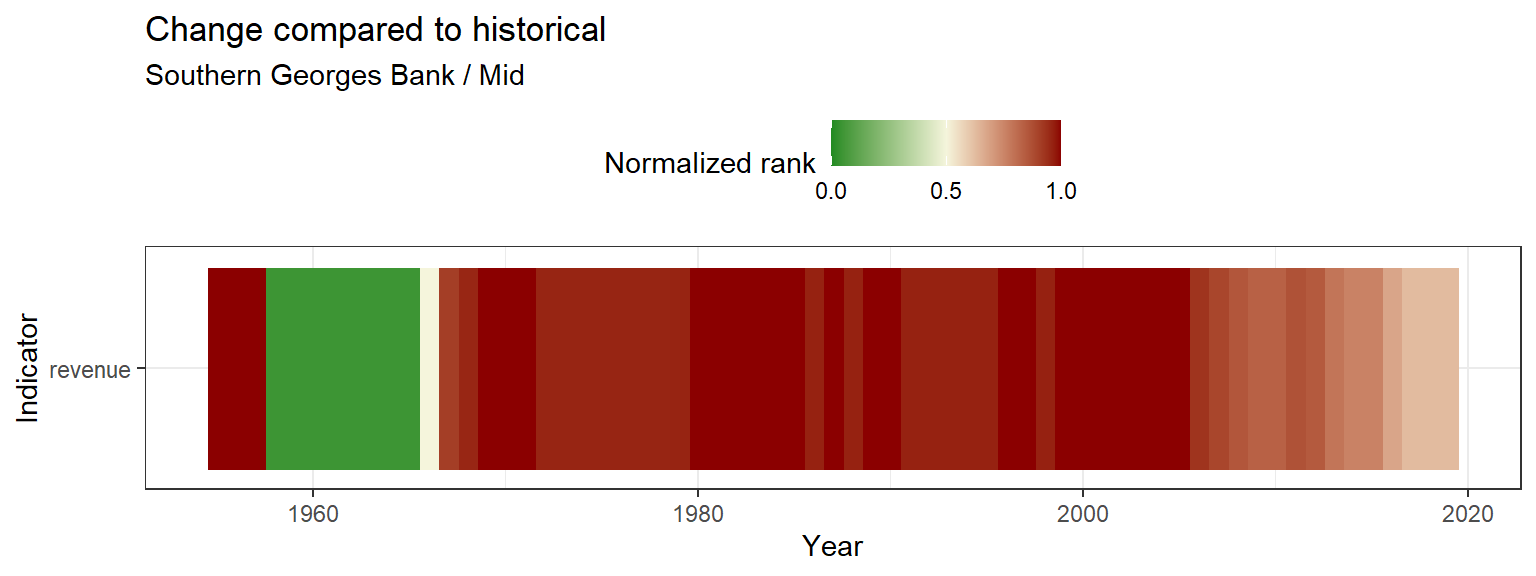 Change compared to historical
Southern Georges Bank / Mid
Normalized rank
0.0 0.5 1.0
Indicator
revenue
1960 1980 2000 2020
Year